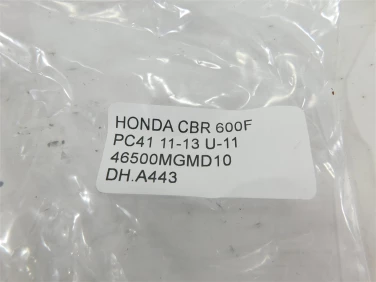 HONDA CBR 600F
PC41 11-13 U-11
46500MGMD10
DH.A443